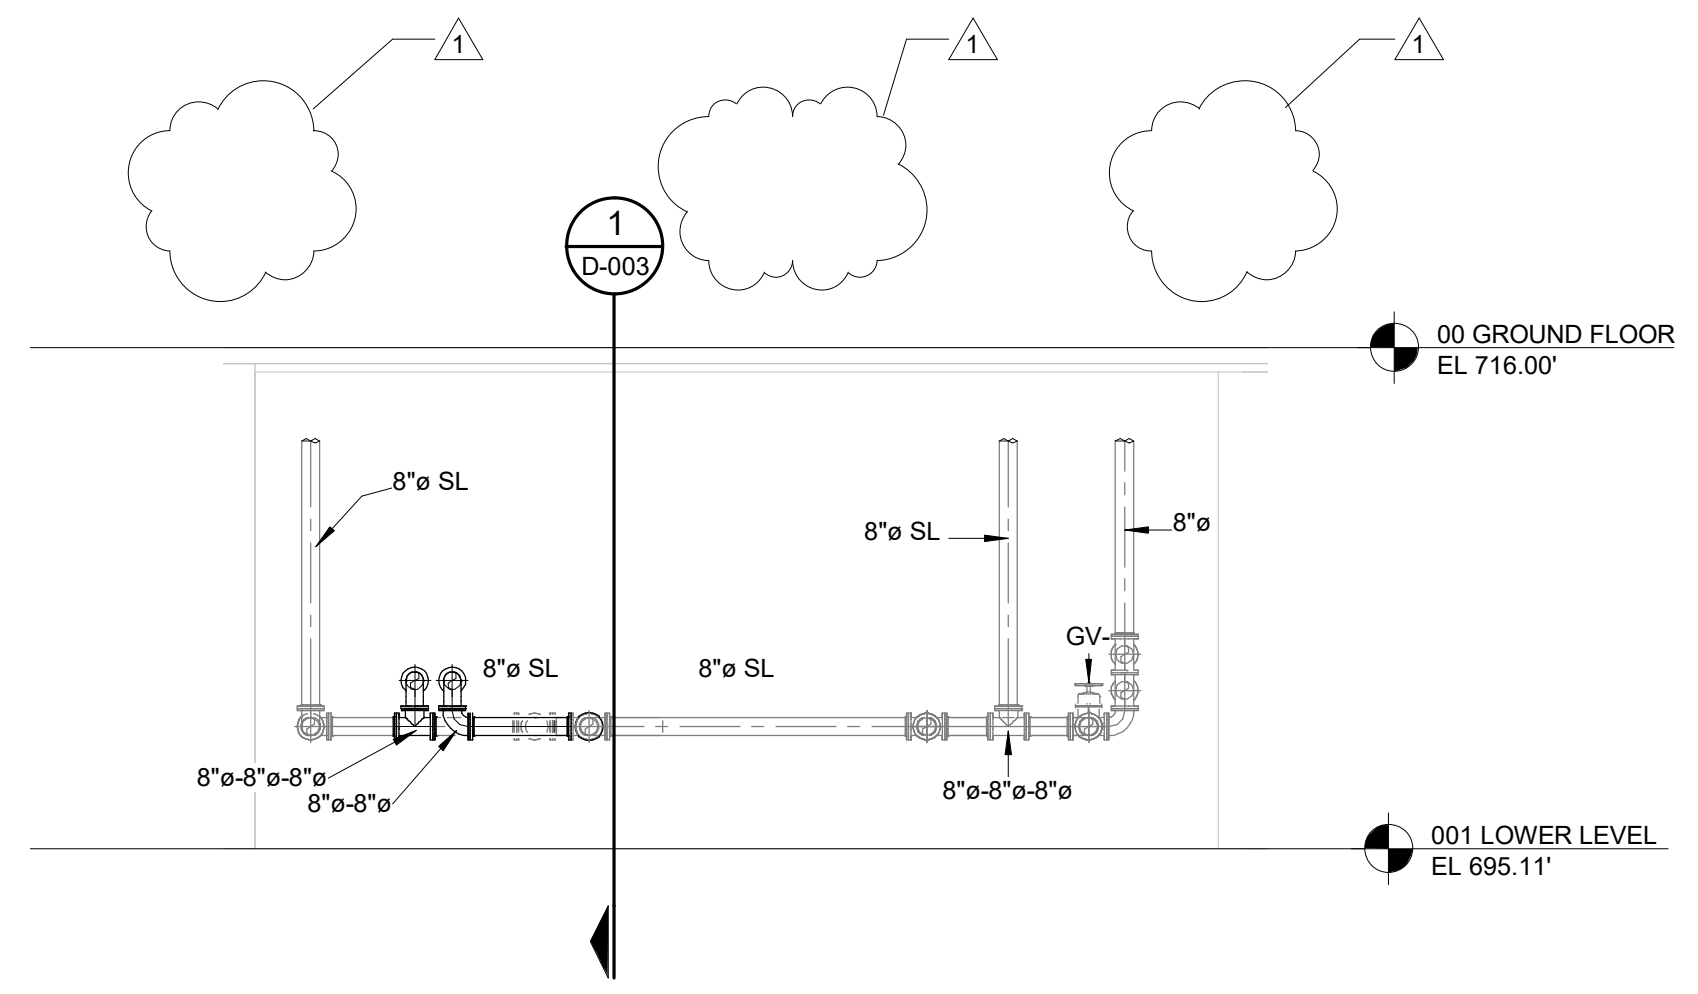 1
1
1
1
D-003
00 GROUND FLOOR
EL 716.00'
8"ø SL
8"ø SL
8"ø
GV-
8"ø SL
8"ø SL
8"ø-8"ø-8"ø
8"ø-8"ø
8"ø-8"ø-8"ø
001 LOWER LEVEL
EL 695.11'